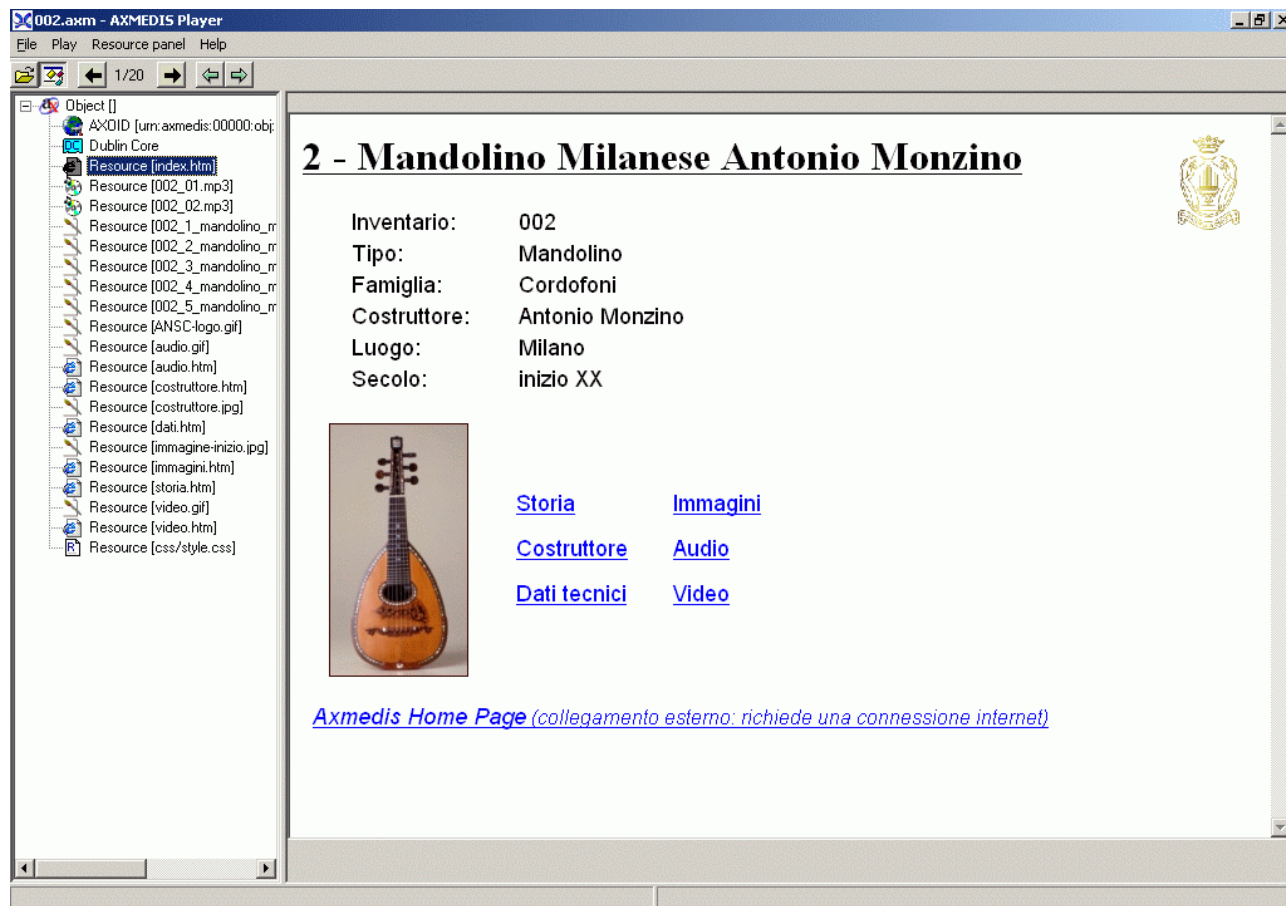 002.axm - AXMEDIS Player
File Play Resource panel Help
1/20
Object []
AXOID [urn:axmedis:00000:obj:
Dublin Core
Resource [index.htm]
Resource [002_01.mp3]
Resource [002_02.mp3]
Resource [002_1_mandolino_m
Resource [002_2_mandolino_m
Resource [002_3_mandolino_m
Resource [002_4_mandolino_m
Resource [002_5_mandolino_m
Resource [ANSC-logo.gif]
Resource [audio.gif]
Resource [audio.htm]
Resource [costruttore.htm]
Resource [costruttore.jpg]
Resource [dati.htm]
Resource [immagine-inizio.jpg]
Resource [immagini.htm]
Resource [storia.htm]
Resource [video.gif]
Resource [video.htm]
Resource [css/style.css]
2 - Mandolino Milanese Antonio Monzino
Inventario: 002
Tipo: Mandolino
Famiglia: Cordofoni
Costruttore: Antonio Monzino
Luogo: Milano
Secolo: inizio XX
Storia Immagini
Costruttore Audio
Dati tecnici Video
Axmedis Home Page (collegamento esterno: richiede una connessione internet)